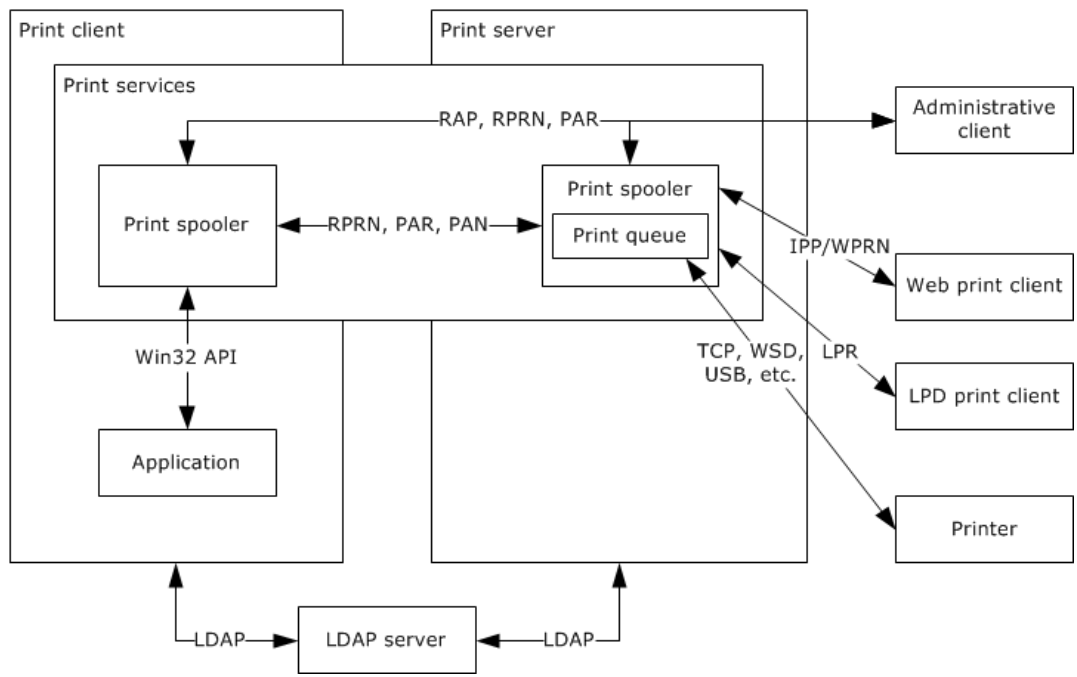 Print client
Print server
Print services
RAP, RPRN, PAR
Administrative
client
Print spooler
Print spooler
RPRN, PAR, PAN
Print queue
IPP/WPRN
Web print client
Win32 API
TCP, WSD,
USB, etc.
LPR
LPD print client
Application
Printer
LDAP
LDAP server
LDAP